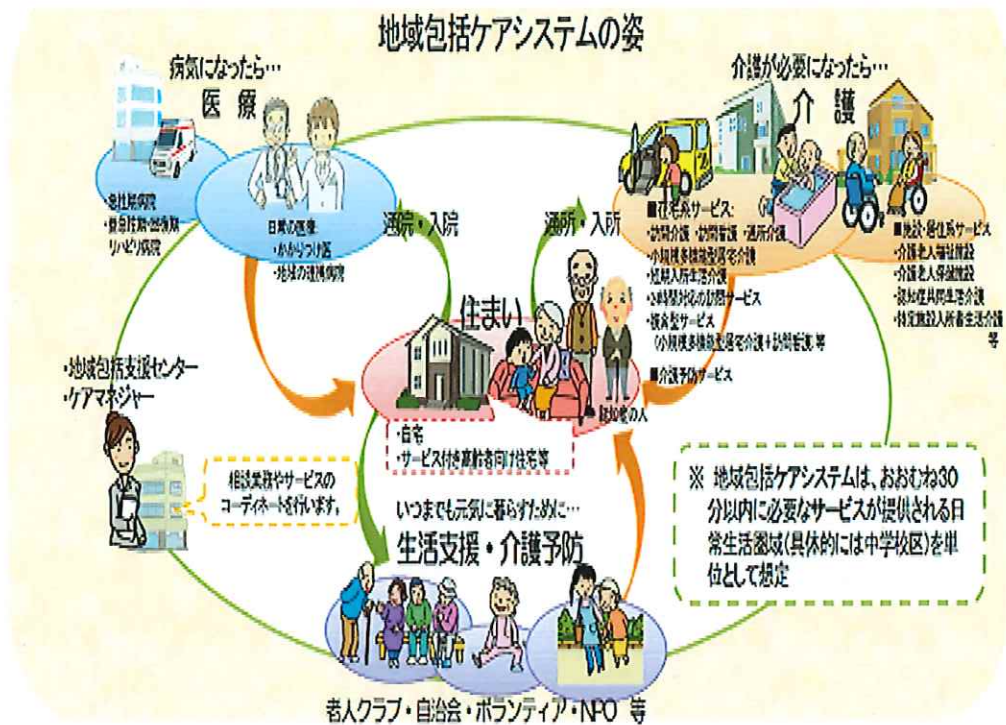 地域包括ケアシステムの姿
病気になったら…
医 療
介護が必要になったら…
介 護
・急性期病院
・亜急性期・回復期
リハビリ病院
日常の医療:
・かかりつけ医
・地域の連携病院
通院・入院
通所・入所
■在宅系サービス:
・訪問介護 ・訪問看護 ・通所介護
・小規模多機能型居宅介護
・短期入所生活介護
・24時間対応の訪問サービス
・複合型サービス
(小規模多機能型居宅介護+訪問看護) 等
■介護予防サービス
■施設・居住系サービス
・介護老人福祉施設
・介護老人保健施設
・認知症共同生活介護
・特定施設入所者生活介護
等
住まい
認知症の人
・自宅
・サービス付き高齢者向け住宅等
・地域包括支援センター
・ケアマネジャー
相談業務やサービスの
コーディネートを行います。
いつまでも元気に暮らすために…
生活支援・介護予防
※ 地域包括ケアシステムは、おおむね30
分以内に必要なサービスが提供される日
常生活圏域(具体的には中学校区)を単
位として想定
老人クラブ・自治会・ボランティア・NPO 等